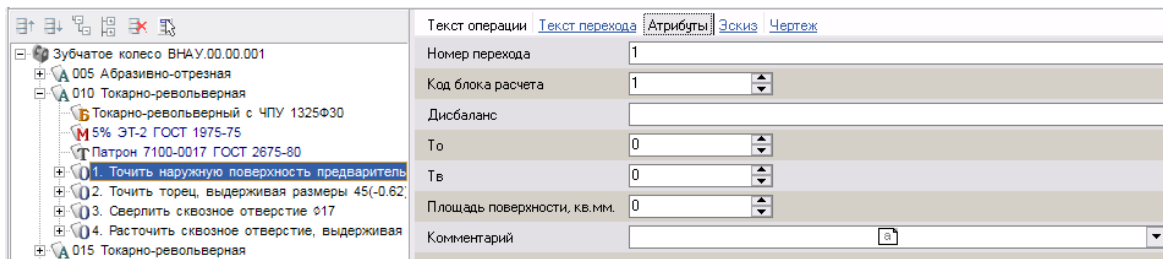 Зубчатое колесо ВНАУ.00.00.001
А 005 Абразивно-отрезная
А 010 Токарно-револьверная
Б Токарно-револьверный с ЧПУ 1325Ф30
М 5% ЭТ-2 ГОСТ 1975-75
Т Патрон 7100-0017 ГОСТ 2675-80
О 1. Точить наружную поверхность предваритель
О 2. Точить торец, выдерживая размеры 45(-0.62)
О 3. Сверлить сквозное отверстие ⌀17
О 4. Расточить сквозное отверстие, выдерживая
А 015 Токарно-револьверная
Текст операции Текст перехода Атрибуты Эскиз Чертеж
Номер перехода 1
Код блока расчета 1
Дисбаланс
То 0
Тв 0
Площадь поверхности, кв.мм. 0
Комментарий a